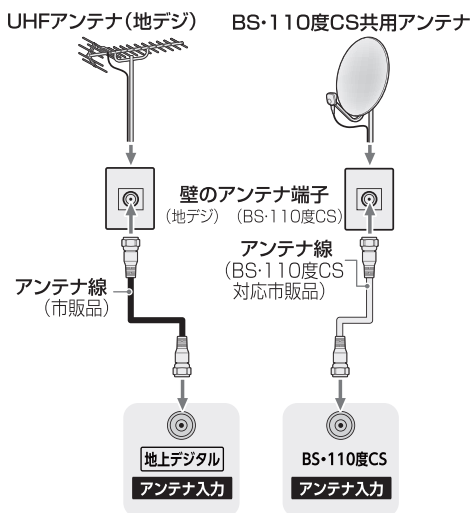 UHFアンテナ(地デジ)
BS・110度CS共用アンテナ
壁のアンテナ端子
(地デジ) (BS・110度CS)
アンテナ線
(市販品)
アンテナ線
(BS・110度CS
対応市販品)
地上デジタル
アンテナ入力
BS・110度CS
アンテナ入力